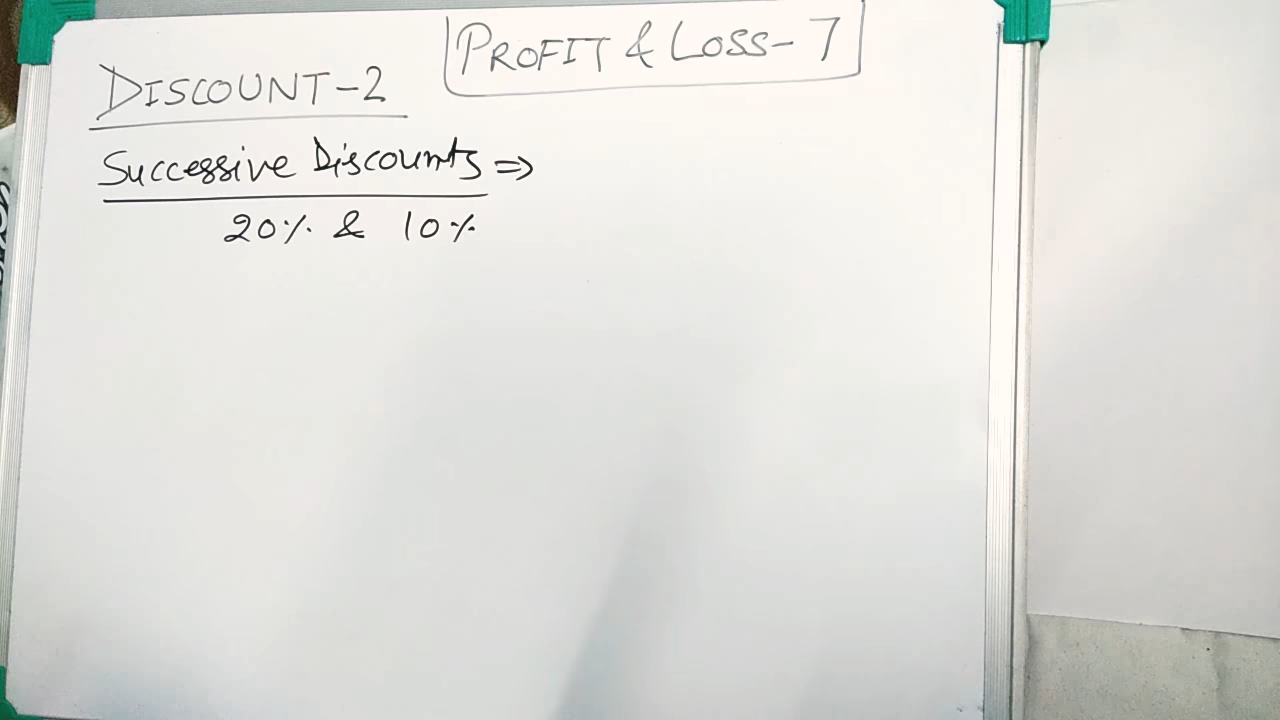 PROFIT & LOSS-7
DISCOUNT-2
Successive Discounts ⇒
20% & 10%